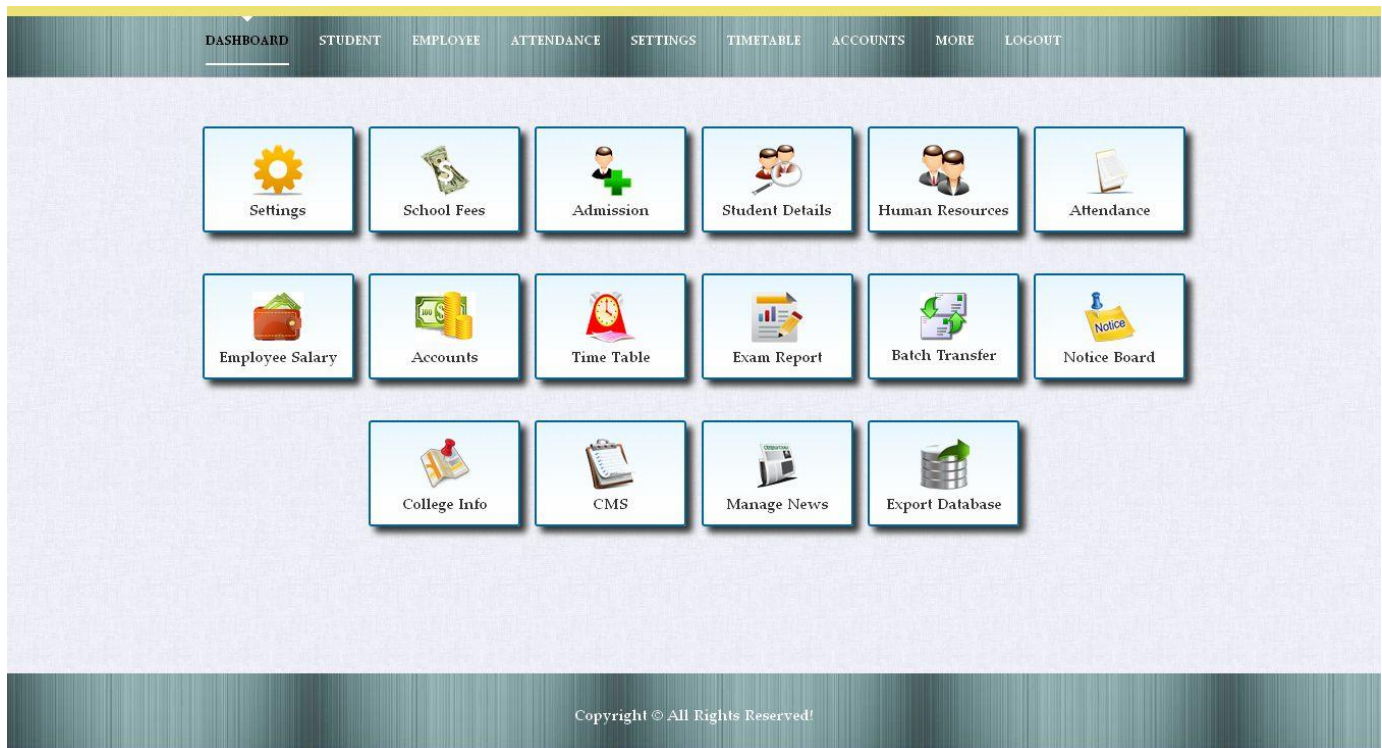 DASHBOARD STUDENT EMPLOYEE ATTENDANCE SETTINGS TIMETABLE ACCOUNTS MORE LOGOUT
Settings School Fees Admission Student Details Human Resources Attendance
Notice
Employee Salary Accounts Time Table Exam Report Batch Transfer Notice Board
College Info CMS Manage News Export Database
Copyright © All Rights Reserved!